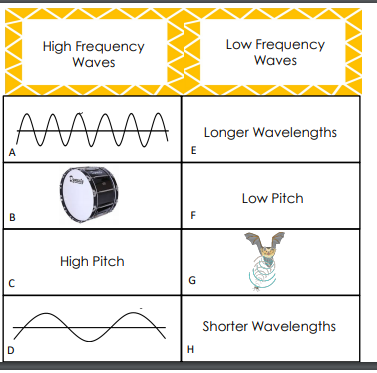 High Frequency
Waves
Low Frequency
Waves
A
Longer Wavelengths
E
B
Low Pitch
F
High Pitch
C
G
D
Shorter Wavelengths
H